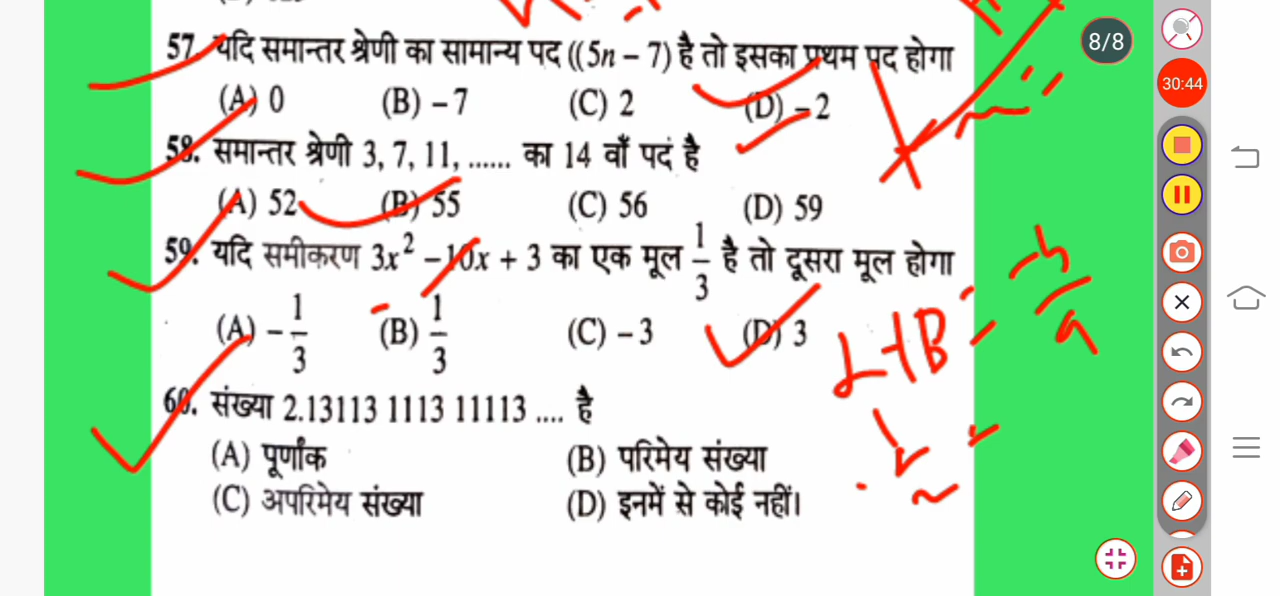 57. यदि समान्तर श्रेणी का सामान्य पद ((5n – 7) है तो इसका प्रथम पद होगा
(A) 0 (B) – 7 (C) 2 (D) – 2
58. समान्तर श्रेणी 3, 7, 11, ...... का 14 वाँ पद है
(A) 52 (B) 55 (C) 56 (D) 59
59. यदि समीकरण 3x² – 10x + 3 का एक मूल 1/3 है तो दूसरा मूल होगा
(A) – 1/3 (B) 1/3 (C) – 3 (D) 3
60. संख्या 2.13113 1113 11113 .... है
(A) पूर्णांक (B) परिमेय संख्या
(C) अपरिमेय संख्या (D) इनमें से कोई नहीं।
8/8
30:44